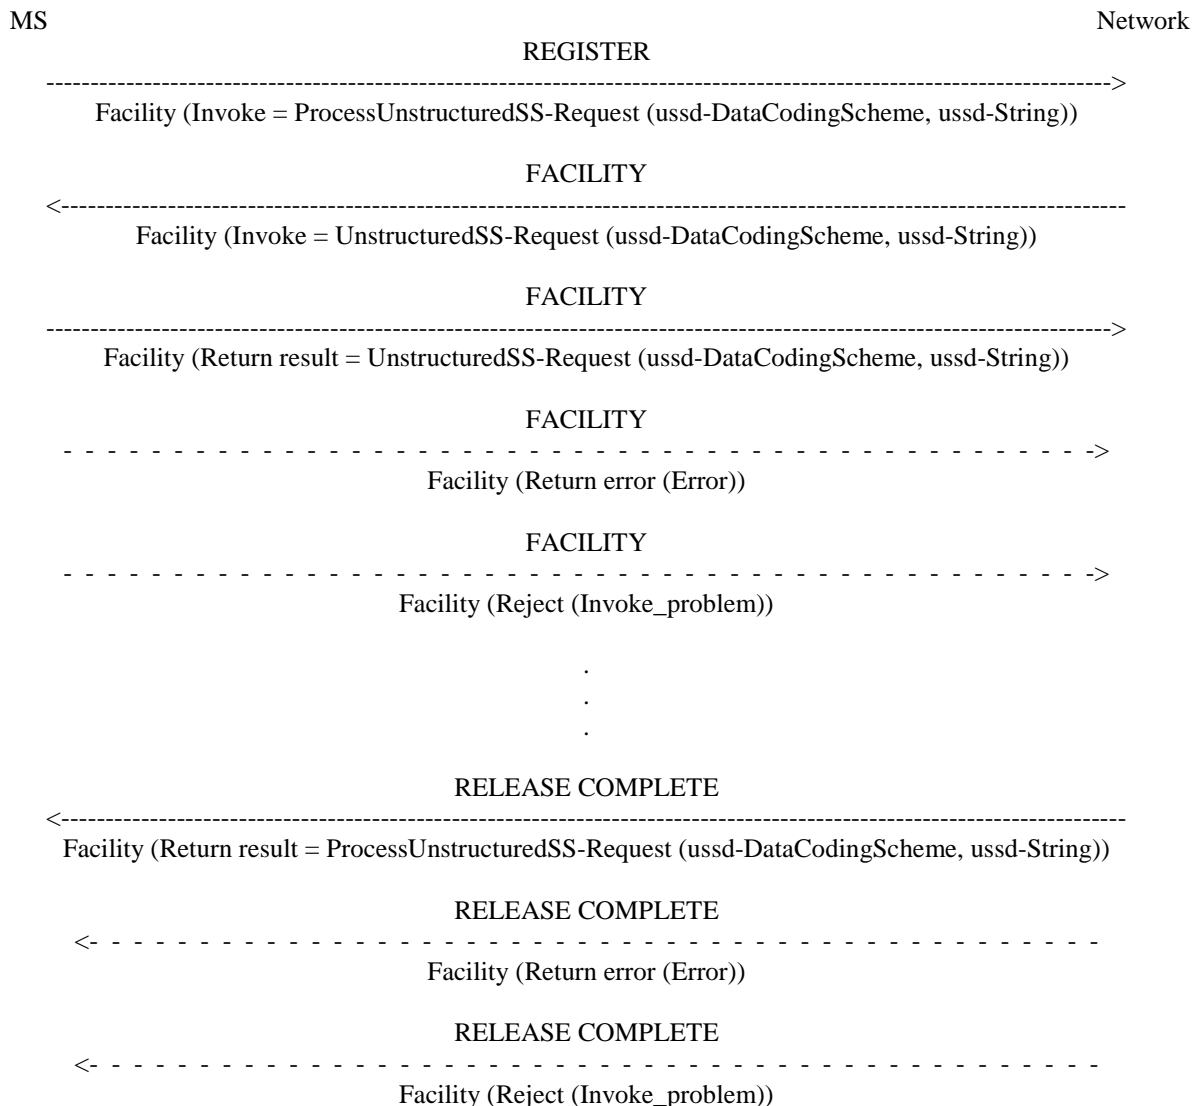 MS Network
REGISTER
------------------------------------------------------------------------------------------------------------------------>
Facility (Invoke = ProcessUnstructuredSS-Request (ussd-DataCodingScheme, ussd-String))
FACILITY
<------------------------------------------------------------------------------------------------------------------------
Facility (Invoke = UnstructuredSS-Request (ussd-DataCodingScheme, ussd-String))
FACILITY
------------------------------------------------------------------------------------------------------------------------>
Facility (Return result = UnstructuredSS-Request (ussd-DataCodingScheme, ussd-String))
FACILITY
- - - - - - - - - - - - - - - - - - - - - - - - - - - - - - - - - - - - - - - - - - - - - - - ->
Facility (Return error (Error))
FACILITY
- - - - - - - - - - - - - - - - - - - - - - - - - - - - - - - - - - - - - - - - - - - - - - - ->
Facility (Reject (Invoke_problem))
.
.
.
RELEASE COMPLETE
<------------------------------------------------------------------------------------------------------------------------
Facility (Return result = ProcessUnstructuredSS-Request (ussd-DataCodingScheme, ussd-String))
RELEASE COMPLETE
<- - - - - - - - - - - - - - - - - - - - - - - - - - - - - - - - - - - - - - - - - - - - - - -
Facility (Return error (Error))
RELEASE COMPLETE
<- - - - - - - - - - - - - - - - - - - - - - - - - - - - - - - - - - - - - - - - - - - - - - -
Facility (Reject (Invoke_problem))